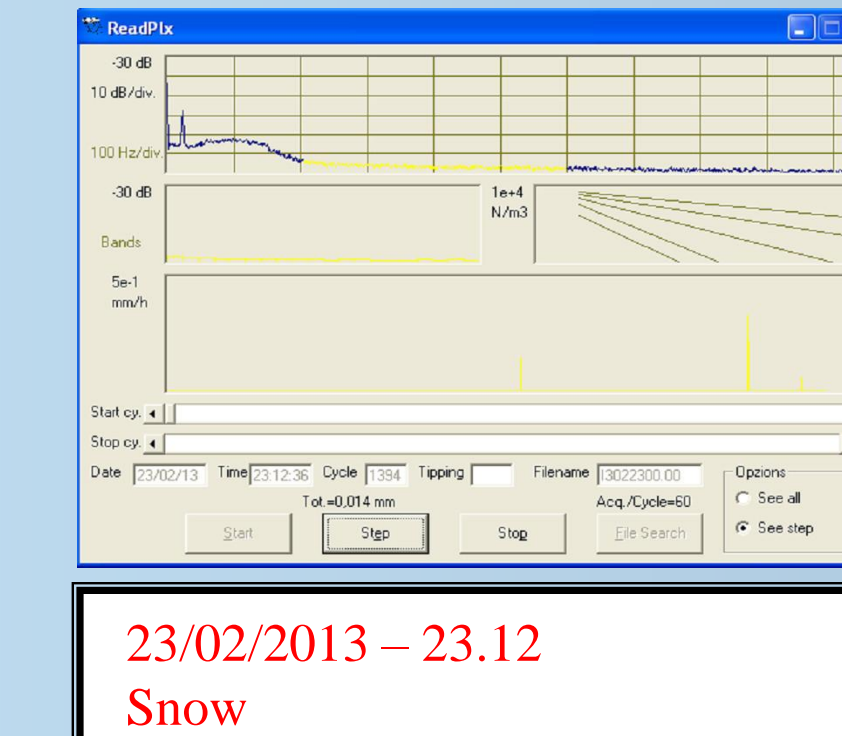 ReadPlx
-30 dB
10 dB/div.
100 Hz/div.
-30 dB
Bands
1e+4
N/m3
5e-1
mm/h
Start cy.
Stop cy.
Date 23/02/13 Time 23:12:36 Cycle 1394 Tipping Filename I3022300.00
Tot.=0,014 mm Acq./Cycle=60
Start Step Stop File Search
Opzions
See all
See step
23/02/2013 – 23.12
Snow